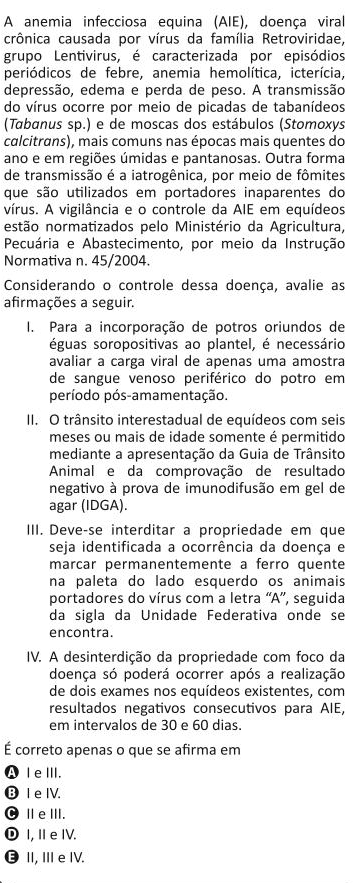 A anemia infecciosa equina (AIE), doença viral
crônica causada por vírus da família Retroviridae,
grupo Lentivirus, é caracterizada por episódios
periódicos de febre, anemia hemolítica, icterícia,
depressão, edema e perda de peso. A transmissão
do vírus ocorre por meio de picadas de tabanídeos
(Tabanus sp.) e de moscas dos estábulos (Stomoxys
calcitrans), mais comuns nas épocas mais quentes do
ano e em regiões úmidas e pantanosas. Outra forma
de transmissão é a iatrogênica, por meio de fômites
que são utilizados em portadores inaparentes do
vírus. A vigilância e o controle da AIE em equídeos
estão normatizados pelo Ministério da Agricultura,
Pecuária e Abastecimento, por meio da Instrução
Normativa n. 45/2004.
Considerando o controle dessa doença, avalie as
afirmações a seguir.
I. Para a incorporação de potros oriundos de
éguas soropositivas ao plantel, é necessário
avaliar a carga viral de apenas uma amostra
de sangue venoso periférico do potro em
período pós-amamentação.
II. O trânsito interestadual de equídeos com seis
meses ou mais de idade somente é permitido
mediante a apresentação da Guia de Trânsito
Animal e da comprovação de resultado
negativo à prova de imunodifusão em gel de
agar (IDGA).
III. Deve-se interditar a propriedade em que
seja identificada a ocorrência da doença e
marcar permanentemente a ferro quente
na paleta do lado esquerdo os animais
portadores do vírus com a letra “A”, seguida
da sigla da Unidade Federativa onde se
encontra.
IV. A desinterdição da propriedade com foco da
doença só poderá ocorrer após a realização
de dois exames nos equídeos existentes, com
resultados negativos consecutivos para AIE,
em intervalos de 30 e 60 dias.
É correto apenas o que se afirma em
A I e III.
B I e IV.
C II e III.
D I, II e IV.
E II, III e IV.